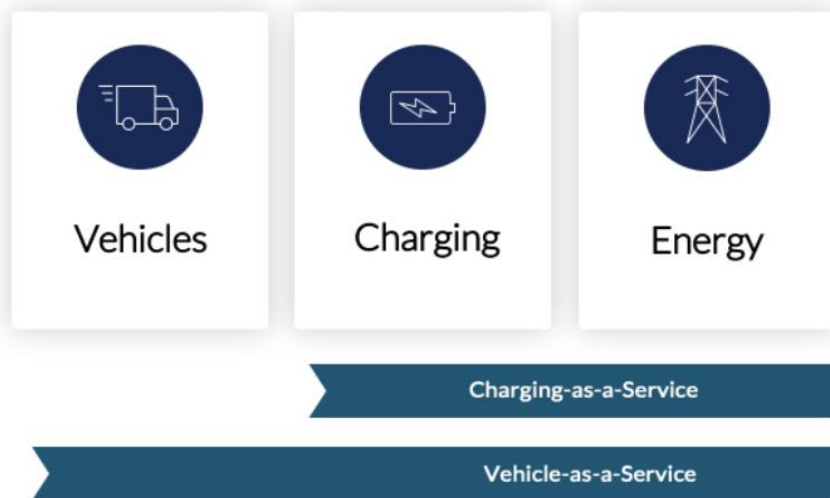 Vehicles
Charging
Energy
Charging-as-a-Service
Vehicle-as-a-Service